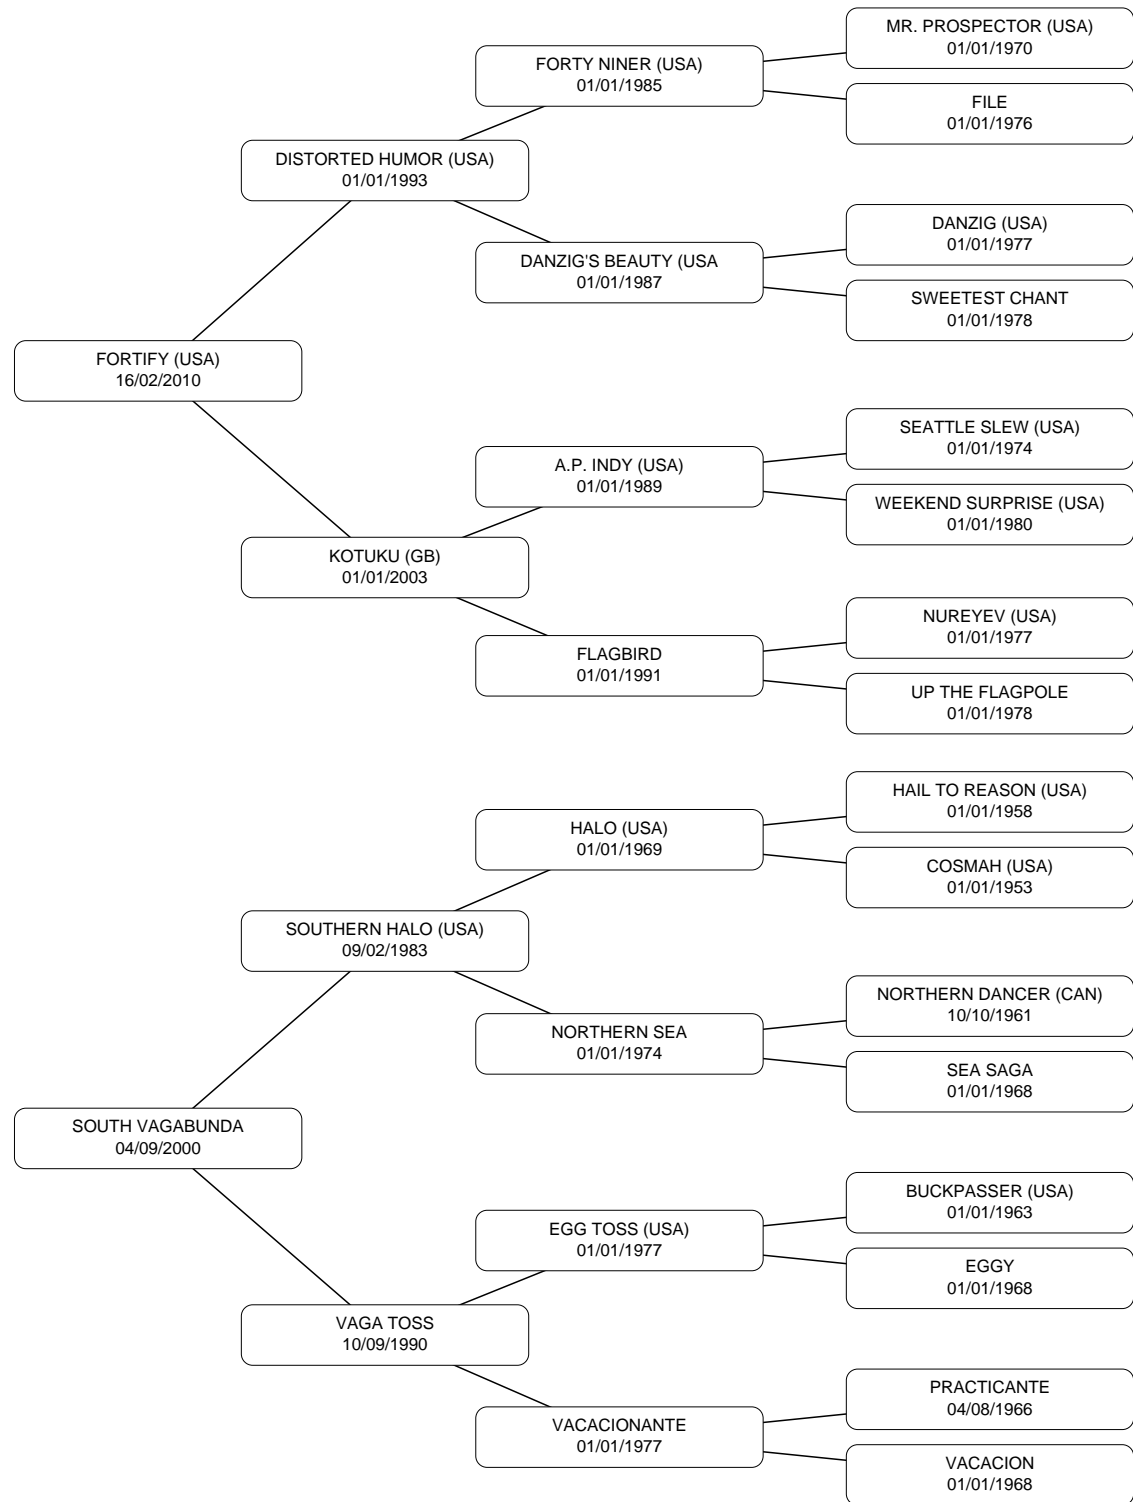 MR. PROSPECTOR (USA)
01/01/1970
FORTY NINER (USA)
01/01/1985
FILE
01/01/1976
DISTORTED HUMOR (USA)
01/01/1993
DANZIG (USA)
01/01/1977
DANZIG'S BEAUTY (USA
01/01/1987
SWEETEST CHANT
01/01/1978
FORTIFY (USA)
16/02/2010
SEATTLE SLEW (USA)
01/01/1974
A.P. INDY (USA)
01/01/1989
WEEKEND SURPRISE (USA)
01/01/1980
KOTUKU (GB)
01/01/2003
NUREYEV (USA)
01/01/1977
FLAGBIRD
01/01/1991
UP THE FLAGPOLE
01/01/1978
HAIL TO REASON (USA)
01/01/1958
HALO (USA)
01/01/1969
COSMAH (USA)
01/01/1953
SOUTHERN HALO (USA)
09/02/1983
NORTHERN DANCER (CAN)
10/10/1961
NORTHERN SEA
01/01/1974
SEA SAGA
01/01/1968
SOUTH VAGABUNDA
04/09/2000
BUCKPASSER (USA)
01/01/1963
EGG TOSS (USA)
01/01/1977
EGGY
01/01/1968
VAGA TOSS
10/09/1990
PRACTICANTE
04/08/1966
VACACIONANTE
01/01/1977
VACACION
01/01/1968